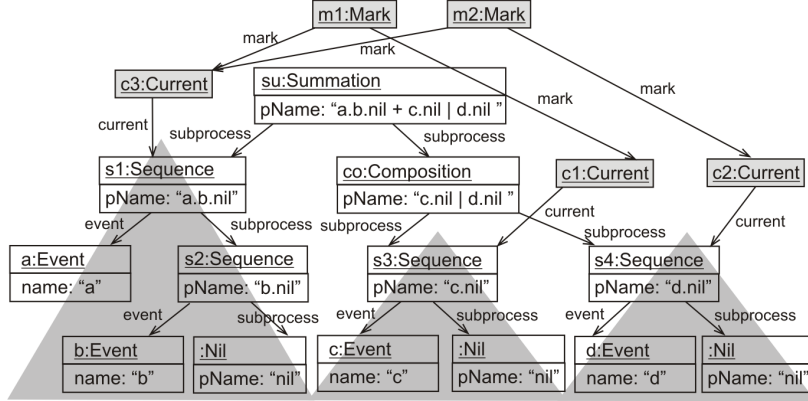 m1:Mark
m2:Mark
mark
mark
c3:Current
su:Summation
pName: “a.b.nil + c.nil | d.nil ”
mark
mark
current
subprocess
subprocess
s1:Sequence
pName: “a.b.nil”
co:Composition
pName: “c.nil | d.nil ”
c1:Current
c2:Current
event
subprocess
subprocess
current
subprocess
current
a:Event
name: “a”
s2:Sequence
pName: “b.nil”
s3:Sequence
pName: “c.nil”
s4:Sequence
pName: “d.nil”
event
subprocess
event
subprocess
event
subprocess
b:Event
name: “b”
:Nil
pName: “nil”
c:Event
name: “c”
:Nil
pName: “nil”
d:Event
name: “d”
:Nil
pName: “nil”